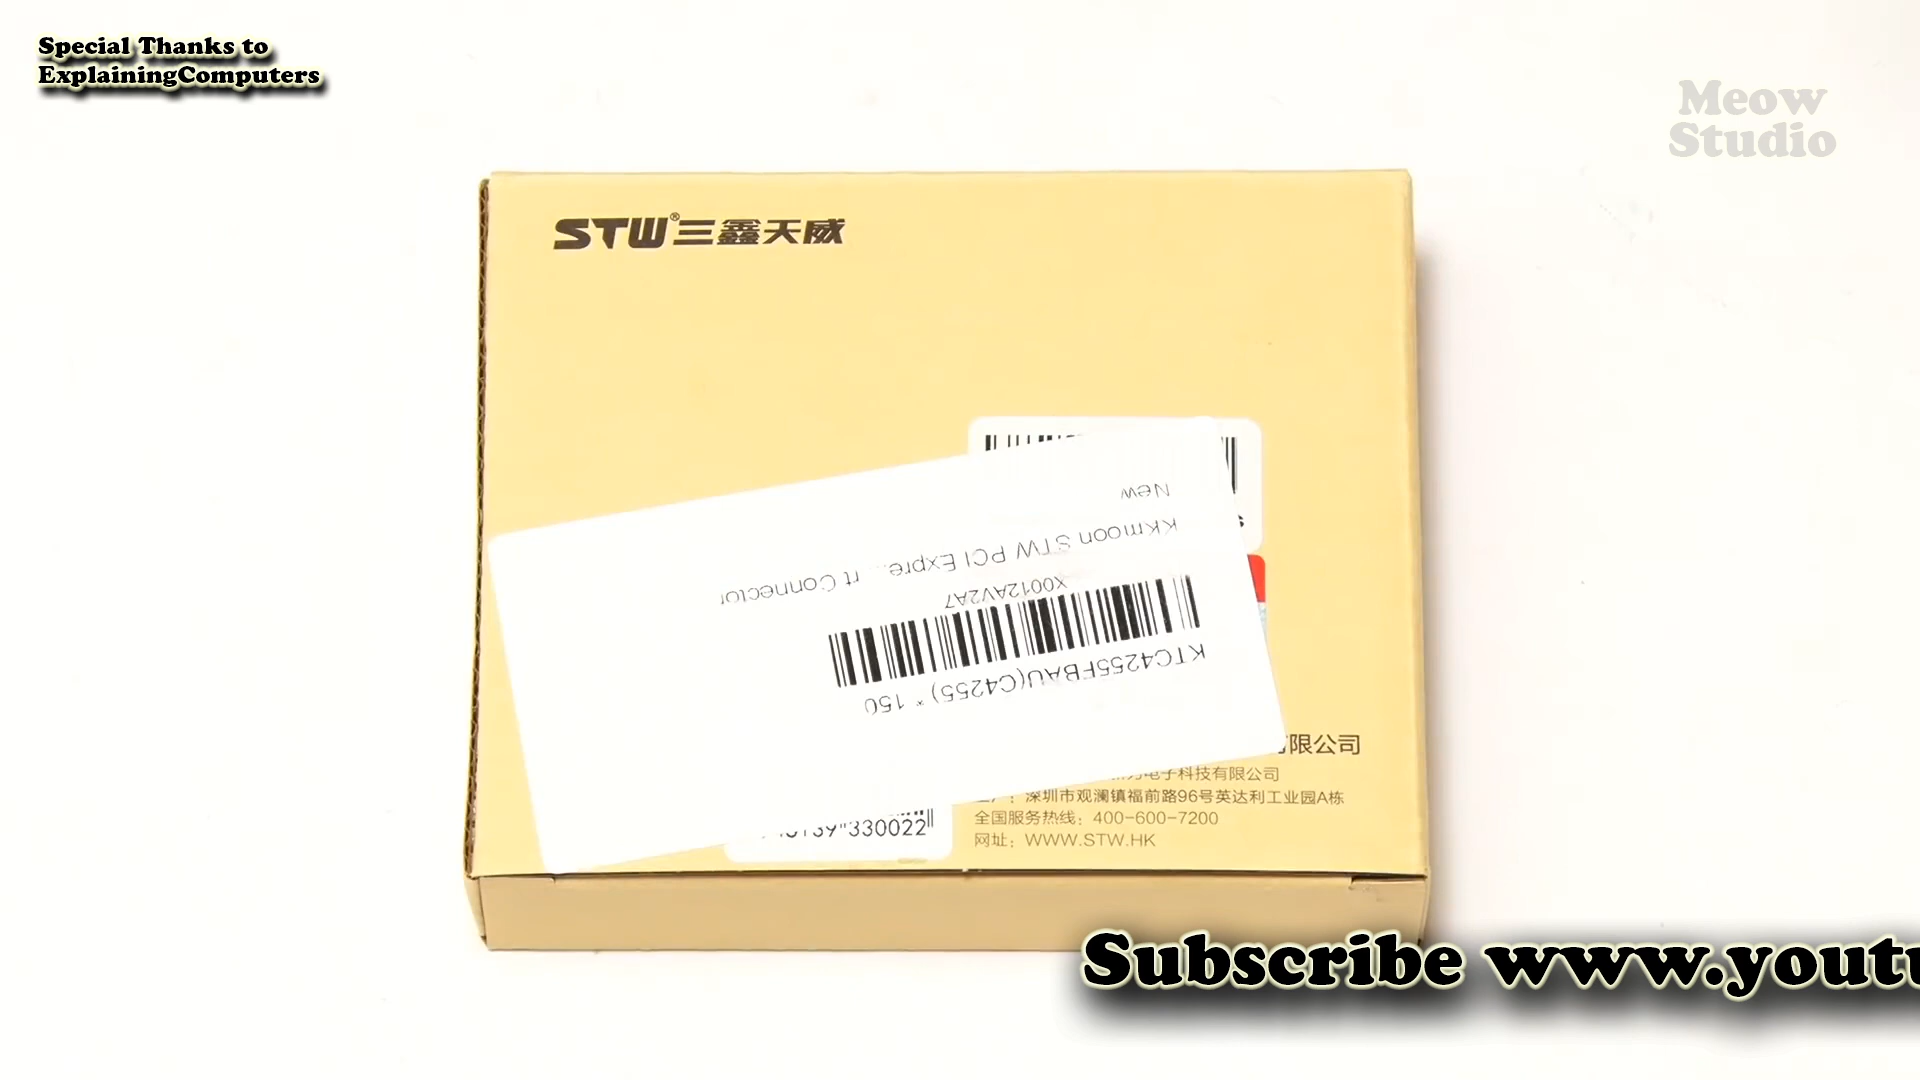 Special Thanks to
ExplainingComputers
Meow
Studio
STW®三鑫天威
New
KKmoon STW PCI Expre... rt Connector
X0012AV2A7
KTC4255FBAU(C4255) * 150
限公司
电子科技有限公司
深圳市观澜镇福前路96号英达利工业园A栋
全国服务热线：400-600-7200
网址：WWW.STW.HK
330022
Subscribe www.youtu